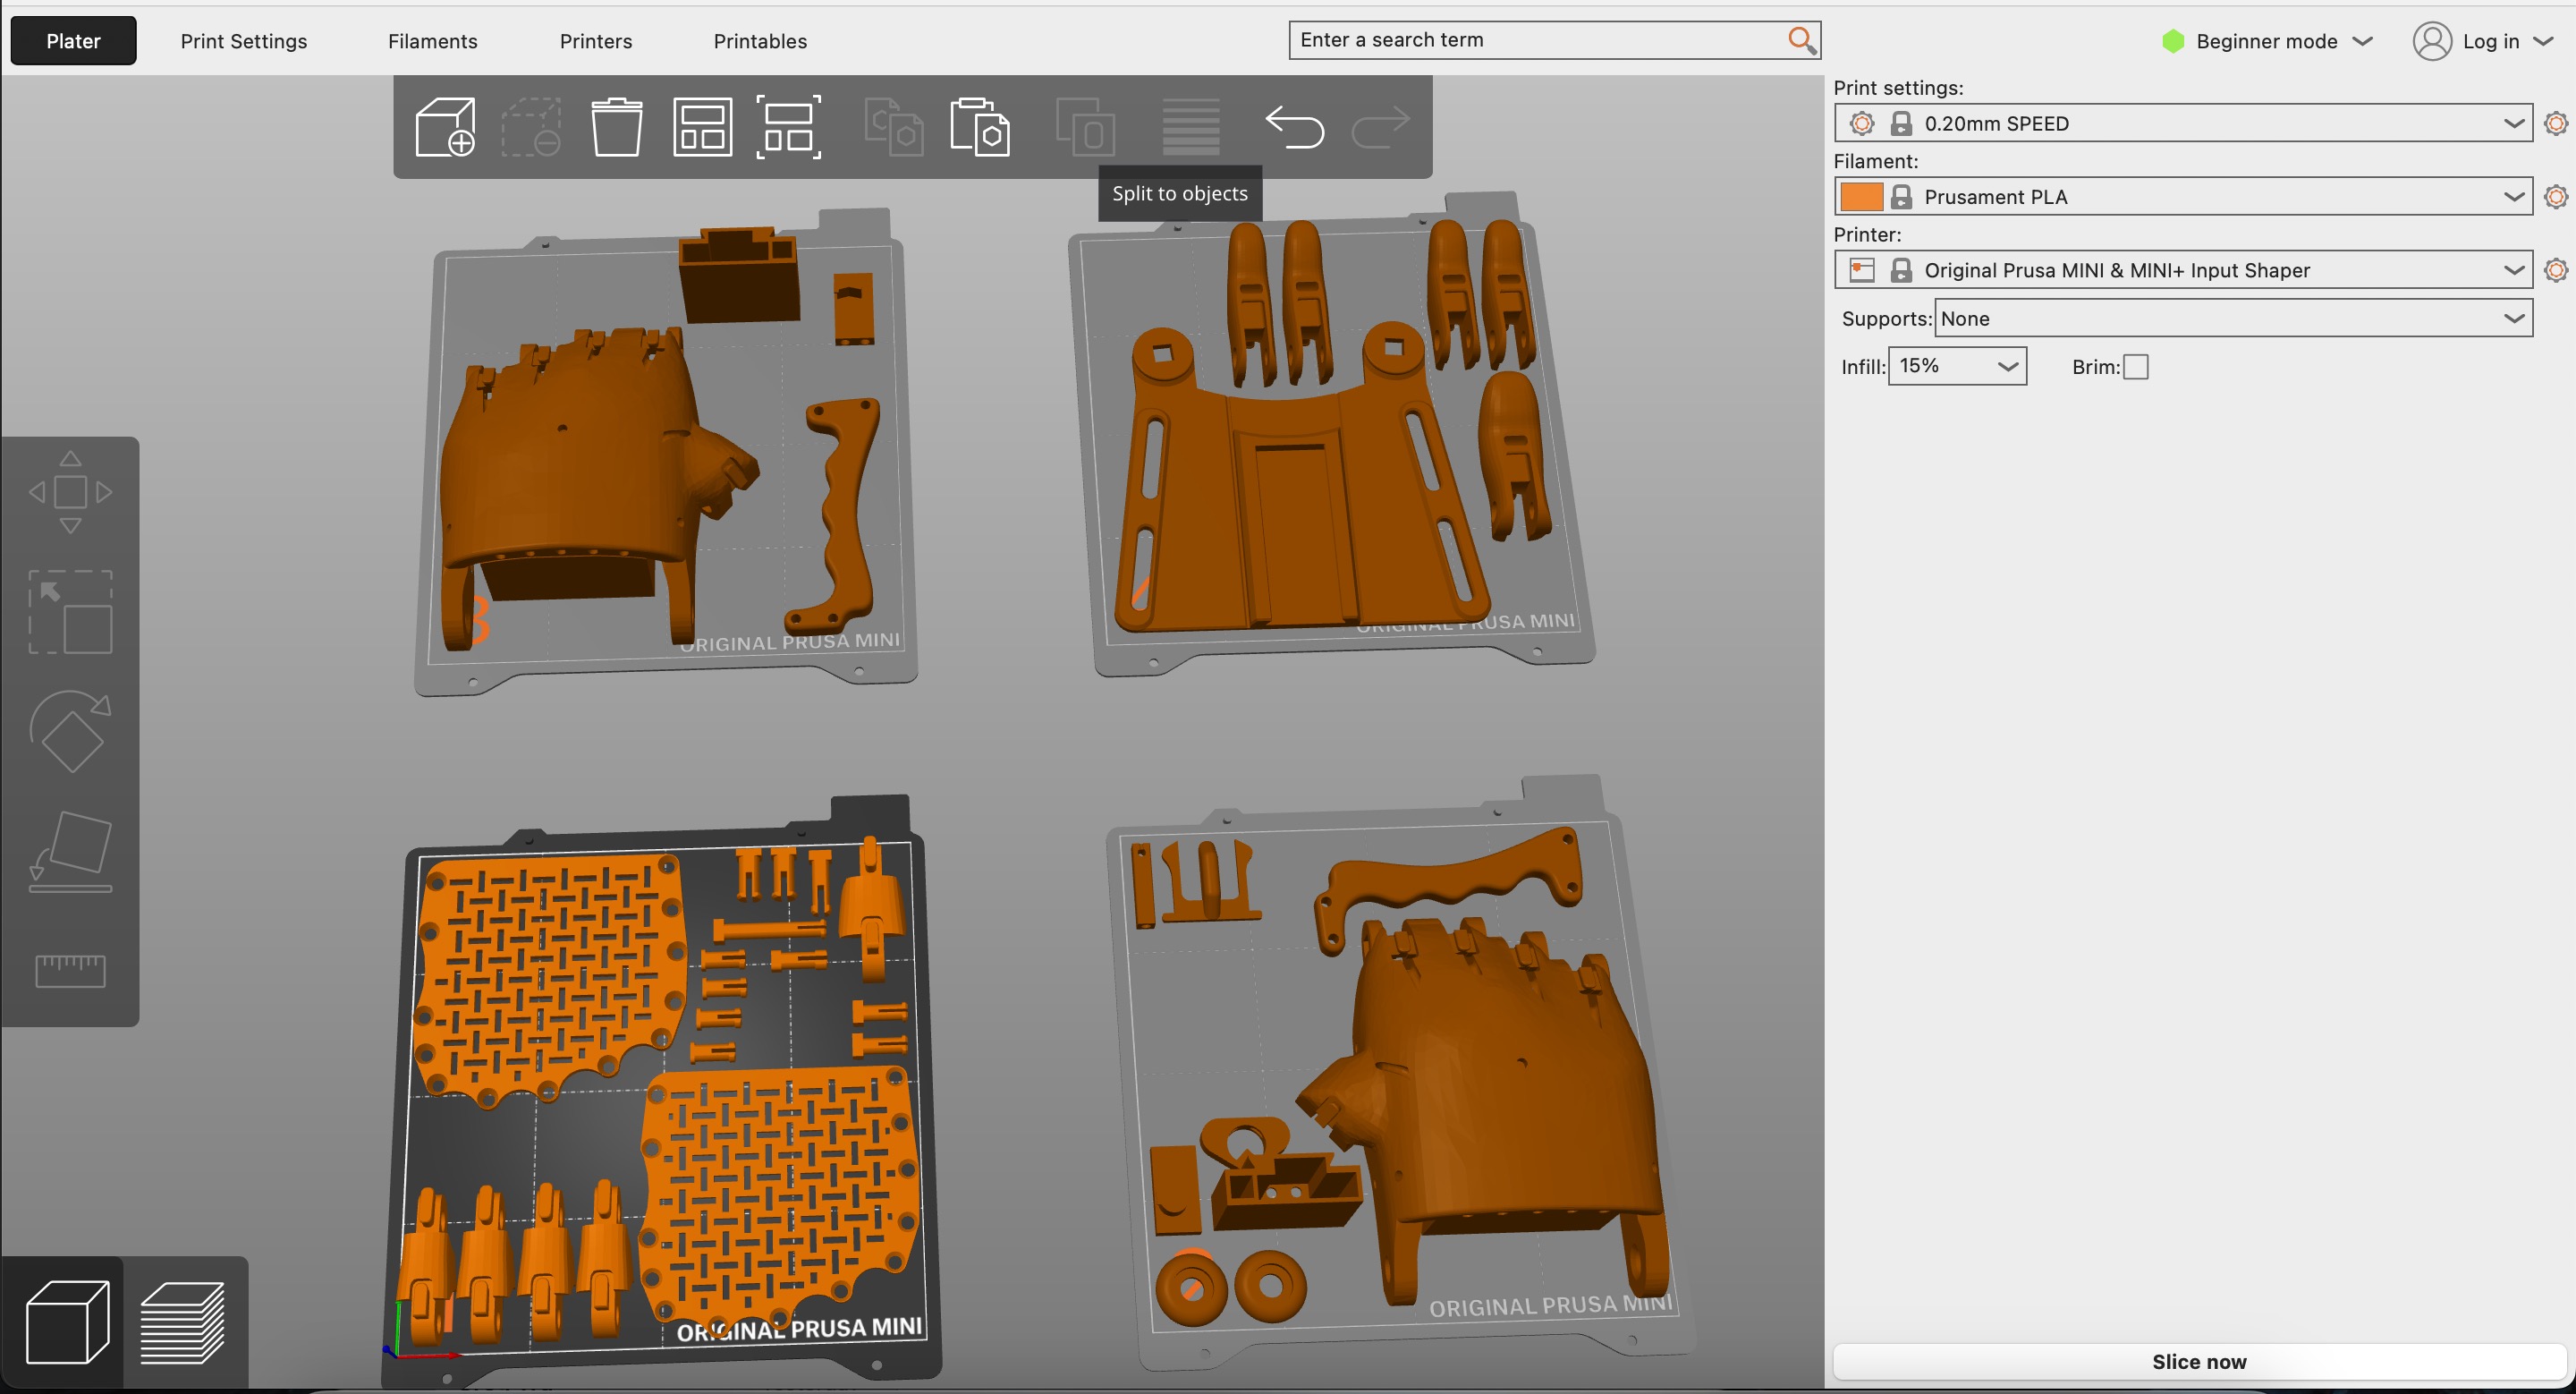 Plater
Print Settings
Filaments
Printers
Printables
Enter a search term
Beginner mode
Log in
Split to objects
Print settings:
0.20mm SPEED
Filament:
Prusament PLA
Printer:
Original Prusa MINI & MINI+ Input Shaper
Supports: None
Infill: 15%
Brim:
ORIGINAL PRUSA MINI
ORIGINAL PRUSA MINI
ORIGINAL PRUSA MINI
ORIGINAL PRUSA MINI
Slice now